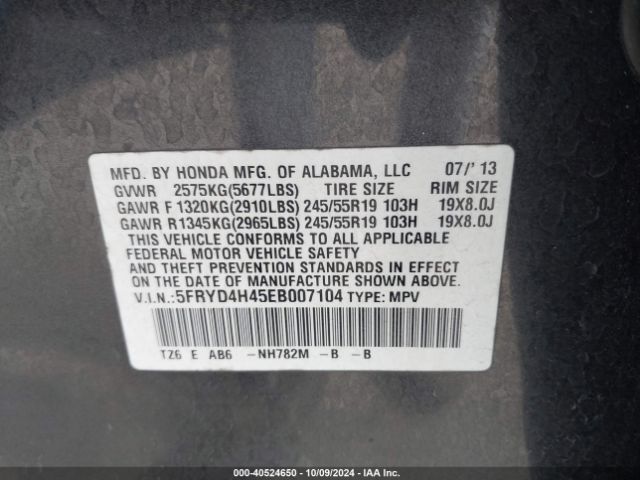 MFD. BY HONDA MFG. OF ALABAMA, LLC 07/'13
GVWR 2575KG(5677LBS) TIRE SIZE RIM SIZE
GAWR F 1320KG(2910LBS) 245/55R19 103H 19X8.0J
GAWR R1345KG(2965LBS) 245/55R19 103H 19X8.0J
THIS VEHICLE CONFORMS TO ALL APPLICABLE
FEDERAL MOTOR VEHICLE SAFETY
AND THEFT PREVENTION STANDARDS IN EFFECT
ON THE DATE OF MANUFACTURE SHOWN ABOVE.
V.I.N.:5FRYD4H45EB007104 TYPE: MPV
TZ6 E AB6 -NH782M -B -B
000-40524650 - 10/09/2024 - IAA Inc.